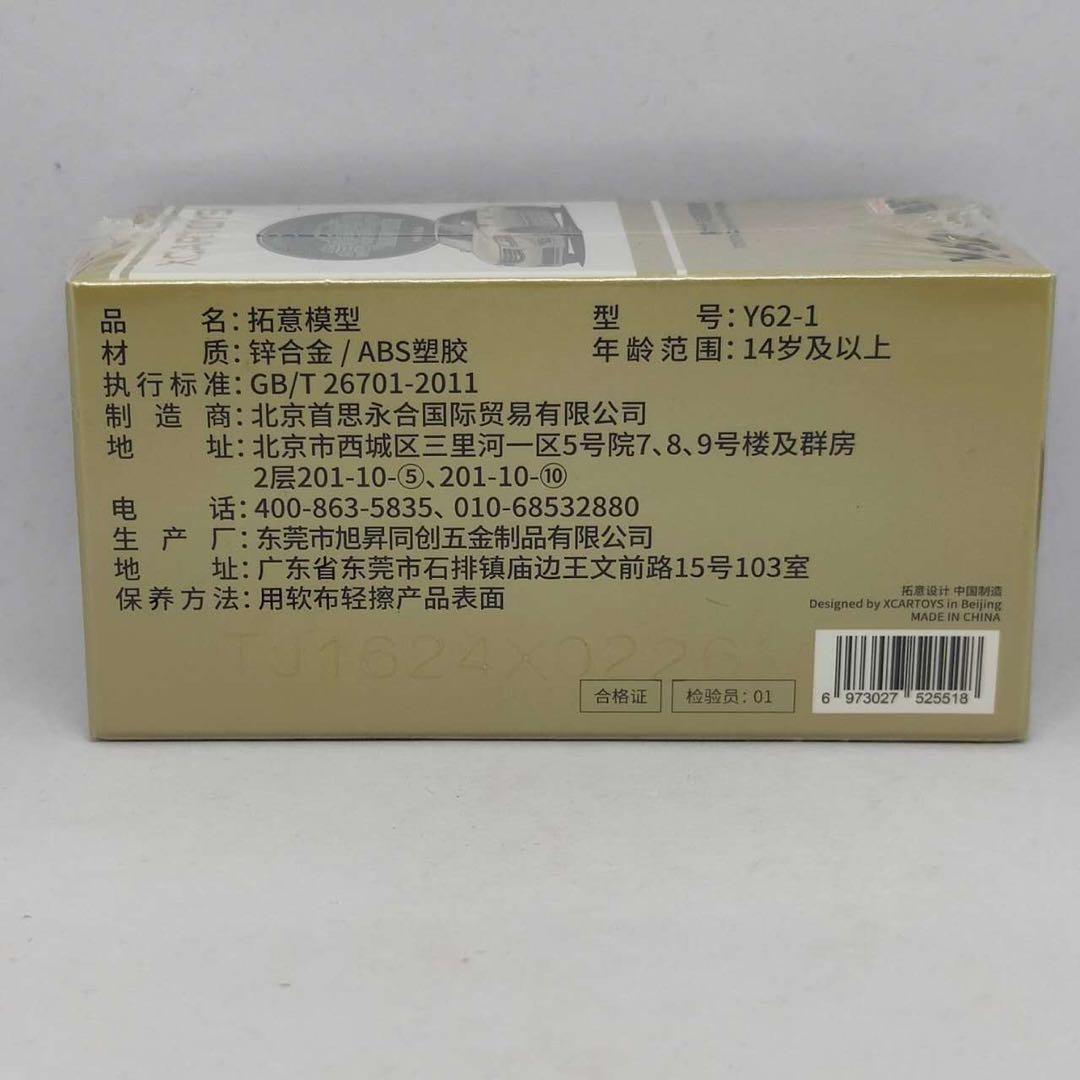 XCARTOYS
品 名：拓意模型 型 号：Y62-1
材 质：锌合金 / ABS塑胶 年龄范围：14岁及以上
执行标准：GB/T 26701-2011
制 造 商：北京首思永合国际贸易有限公司
地 址：北京市西城区三里河一区5号院7、8、9号楼及群房
2层201-10-⑤、201-10-⑩
电 话：400-863-5835、010-68532880
生 产 厂：东莞市旭昇同创五金制品有限公司
地 址：广东省东莞市石排镇庙边王文前路15号103室
保养方法：用软布轻擦产品表面
拓意设计 中国制造
Designed by XCARTOYS in Beijing
MADE IN CHINA
TJ1624X0226
合格证 检验员：01
6 973027 525518